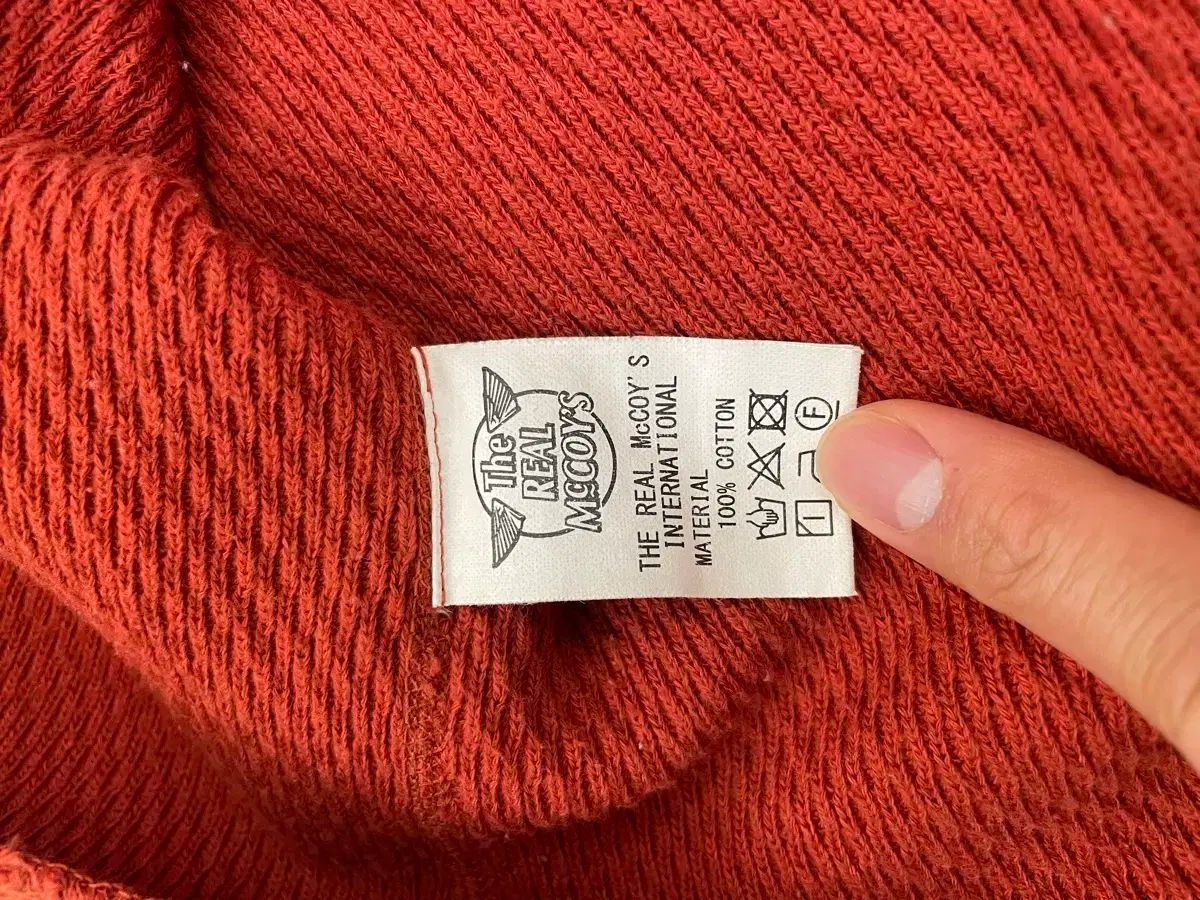 The
REAL
McCOY'S
THE REAL McCOY'S
INTERNATIONAL
MATERIAL
100% COTTON
F